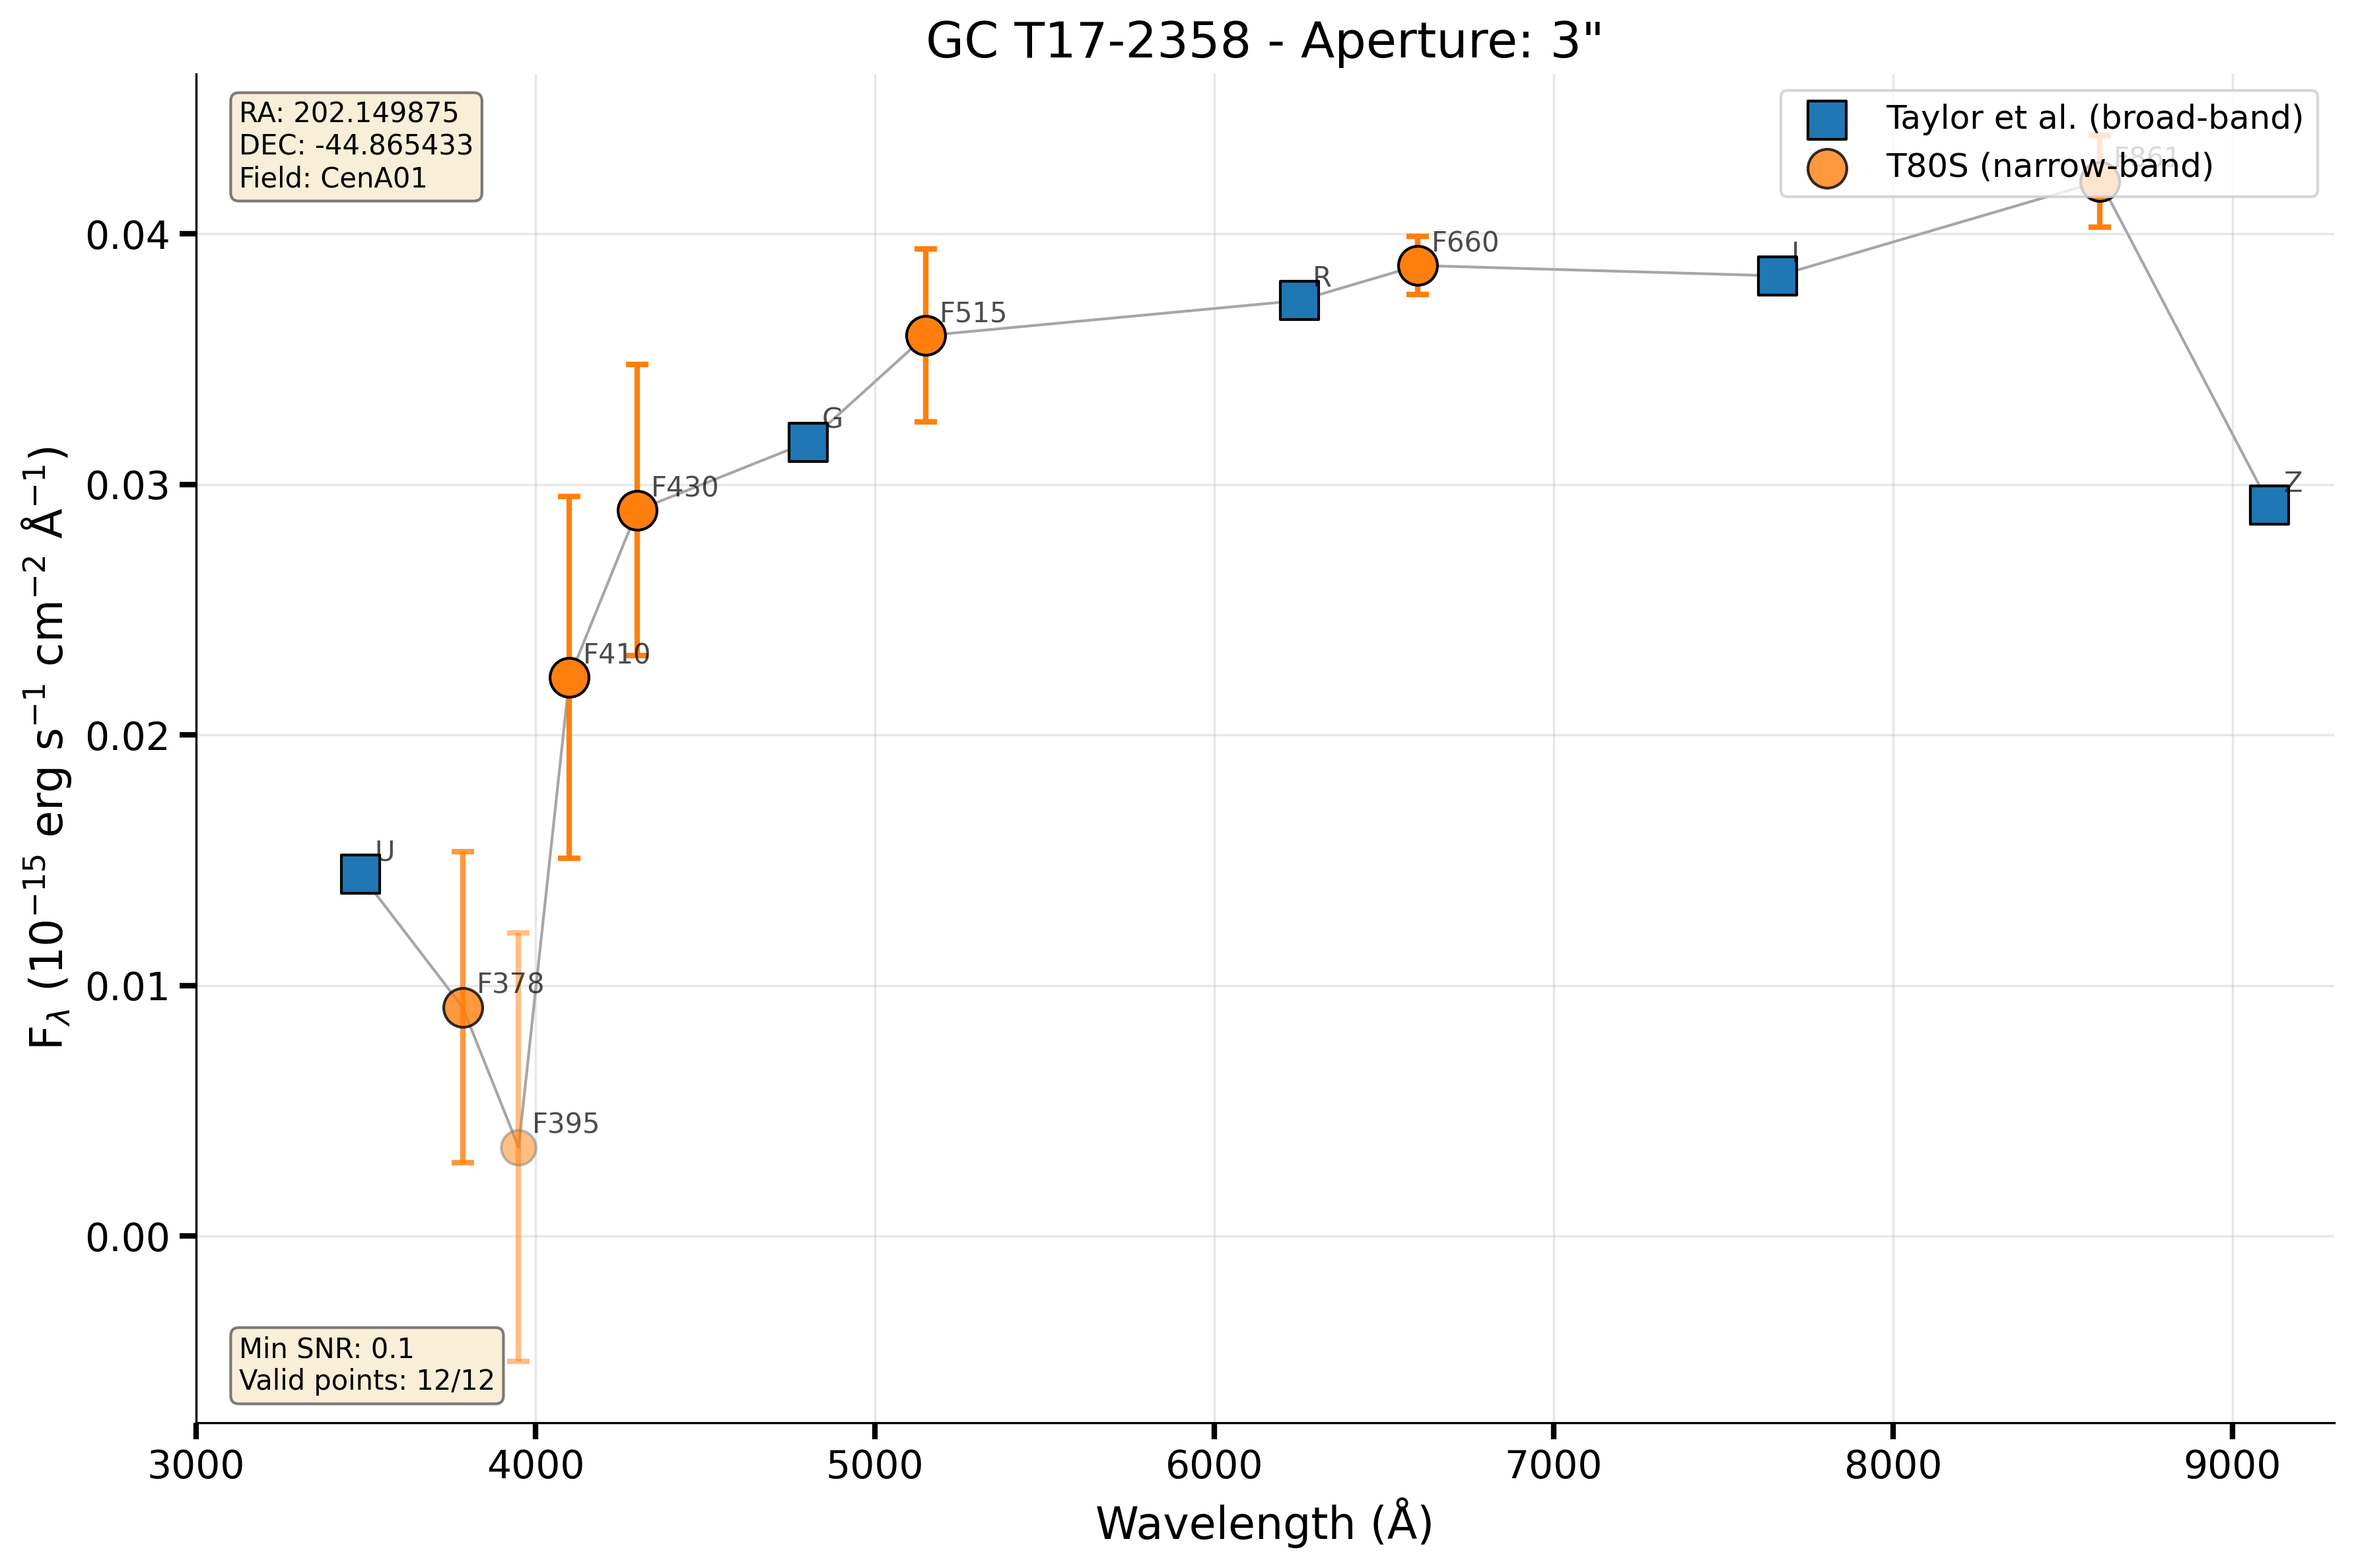 GC T17-2358 - Aperture: 3"
RA: 202.149875
DEC: -44.865433
Field: CenA01
Taylor et al. (broad-band)
T80S (narrow-band)
F861
F660
I
R
F515
G
F430
Z
F410
U
F378
F395
0.04
0.03
0.02
0.01
0.00
F_λ (10⁻¹⁵ erg s⁻¹ cm⁻² Å⁻¹)
Min SNR: 0.1
Valid points: 12/12
3000 4000 5000 6000 7000 8000 9000
Wavelength (Å)